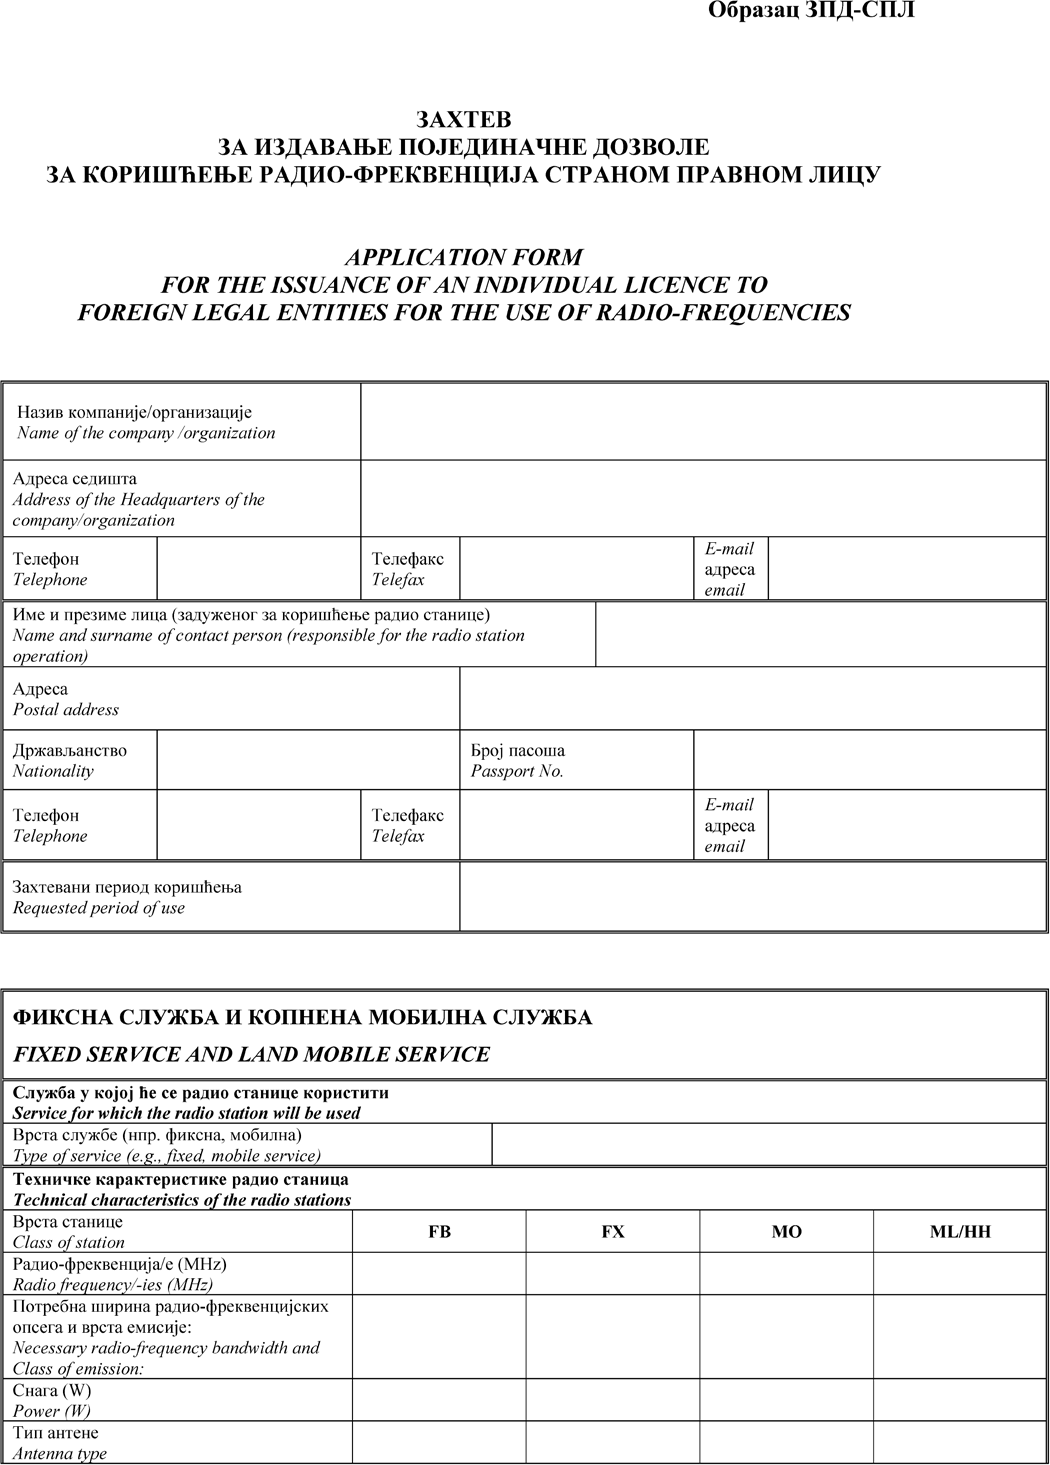 Образац ЗПД-СПЛ
ЗАХТЕВ
ЗА ИЗДАВАЊЕ ПОЈЕДИНАЧНЕ ДОЗВОЛЕ
ЗА КОРИШЋЕЊЕ РАДИО-ФРЕКВЕНЦИЈА СТРАНОМ ПРАВНОМ ЛИЦУ
APPLICATION FORM
FOR THE ISSUANCE OF AN INDIVIDUAL LICENCE TO
FOREIGN LEGAL ENTITIES FOR THE USE OF RADIO-FREQUENCIES
Назив компаније/организације
Name of the company /organization
Адреса седишта
Address of the Headquarters of the
company/organization
Телефон
Telephone
Телефакс
Telefax
E-mail
адреса
email
Име и презиме лица (задуженог за коришћење радио станице)
Name and surname of contact person (responsible for the radio station
operation)
Адреса
Postal address
Држављанство
Nationality
Број пасоша
Passport No.
Телефон
Telephone
Телефакс
Telefax
E-mail
адреса
email
Захтевани период коришћења
Requested period of use
ФИКСНА СЛУЖБА И КОПНЕНА МОБИЛНА СЛУЖБА
FIXED SERVICE AND LAND MOBILE SERVICE
Служба у којој ће се радио станице користити
Service for which the radio station will be used
Врста службе (нпр. фиксна, мобилна)
Type of service (e.g., fixed, mobile service)
Техничке карактеристике радио станица
Technical characteristics of the radio stations
Врста станице
Class of station
FB
FX
MO
ML/HH
Радио-фреквенција/е (MHz)
Radio frequency/-ies (MHz)
Потребна ширина радио-фреквенцијских
опсега и врста емисије:
Necessary radio-frequency bandwidth and
Class of emission:
Снага (W)
Power (W)
Тип антене
Antenna type